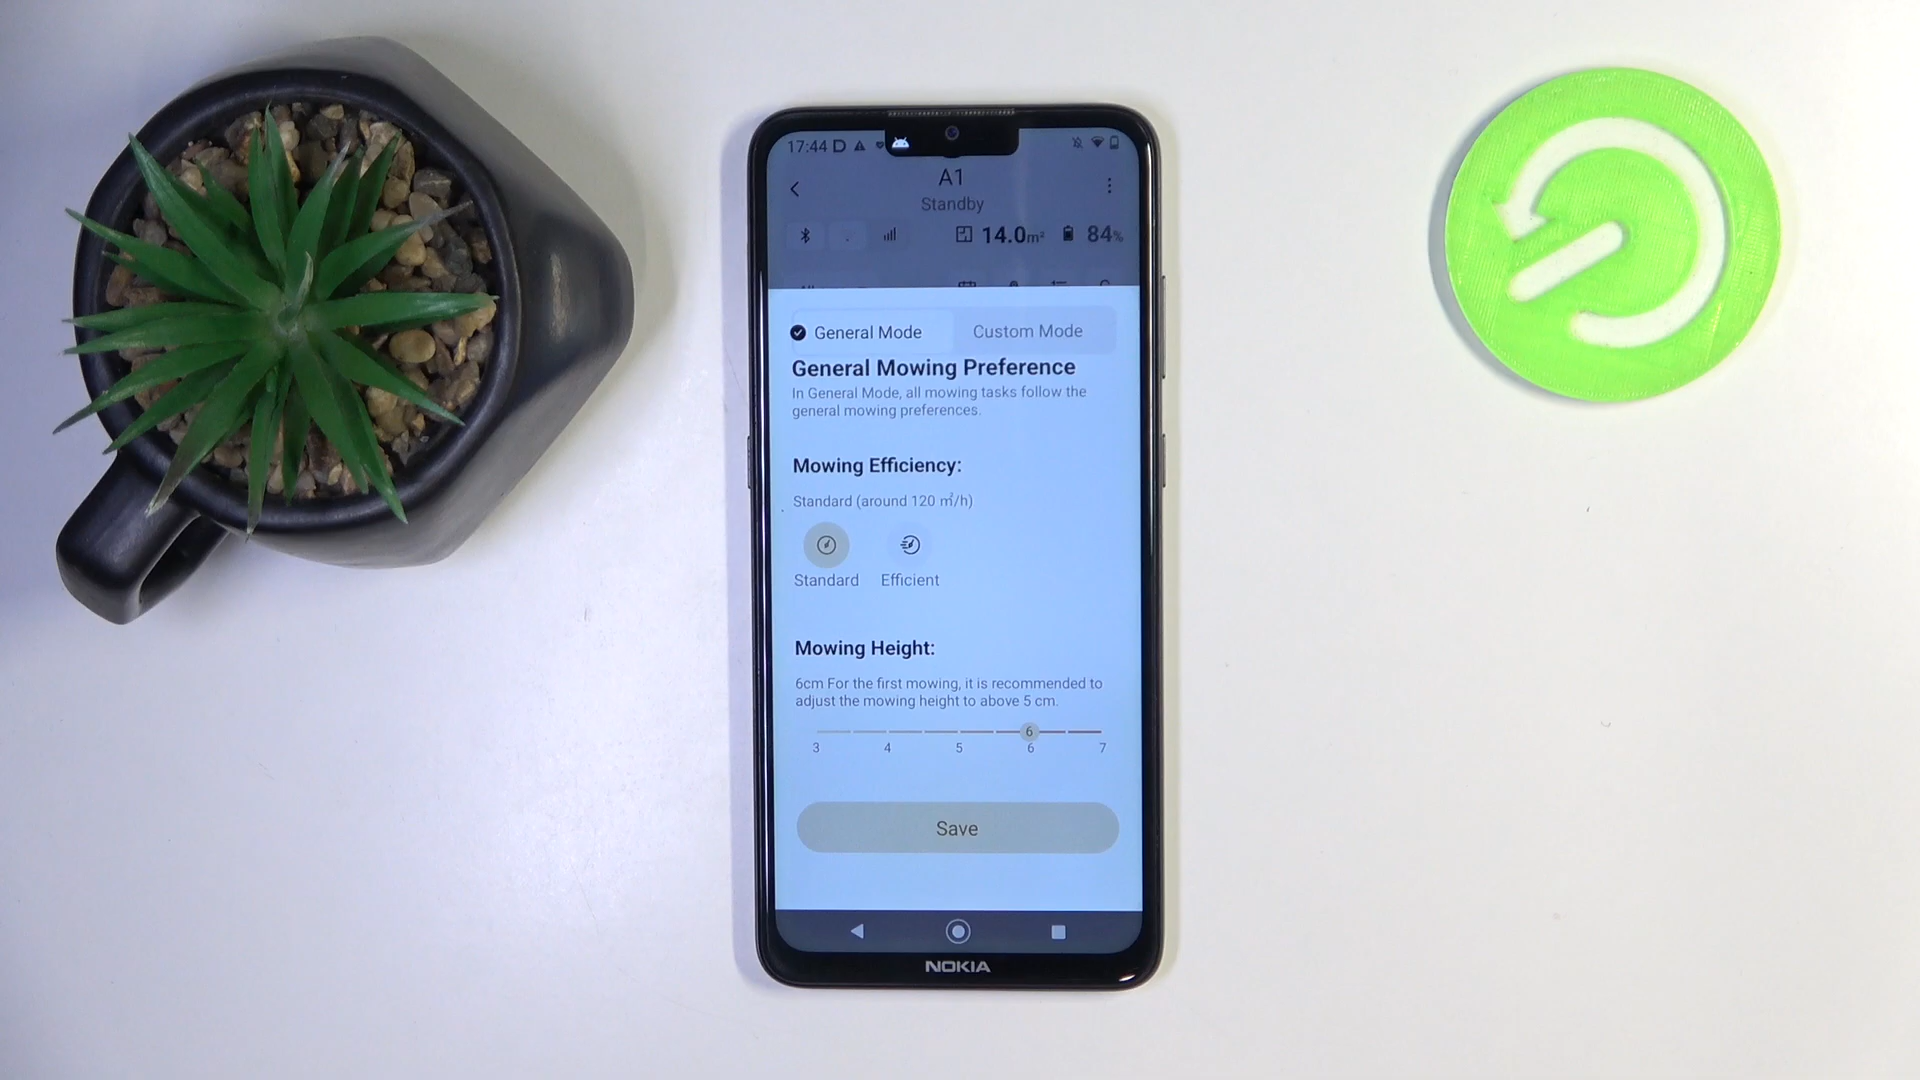 17:44
A1
Standby
14.0m² 84%
General Mode Custom Mode
General Mowing Preference
In General Mode, all mowing tasks follow the
general mowing preferences.
Mowing Efficiency:
Standard (around 120 ㎡/h)
Standard Efficient
Mowing Height:
6cm For the first mowing, it is recommended to
adjust the mowing height to above 5 cm.
6
3 4 5 6 7
Save
NOKIA